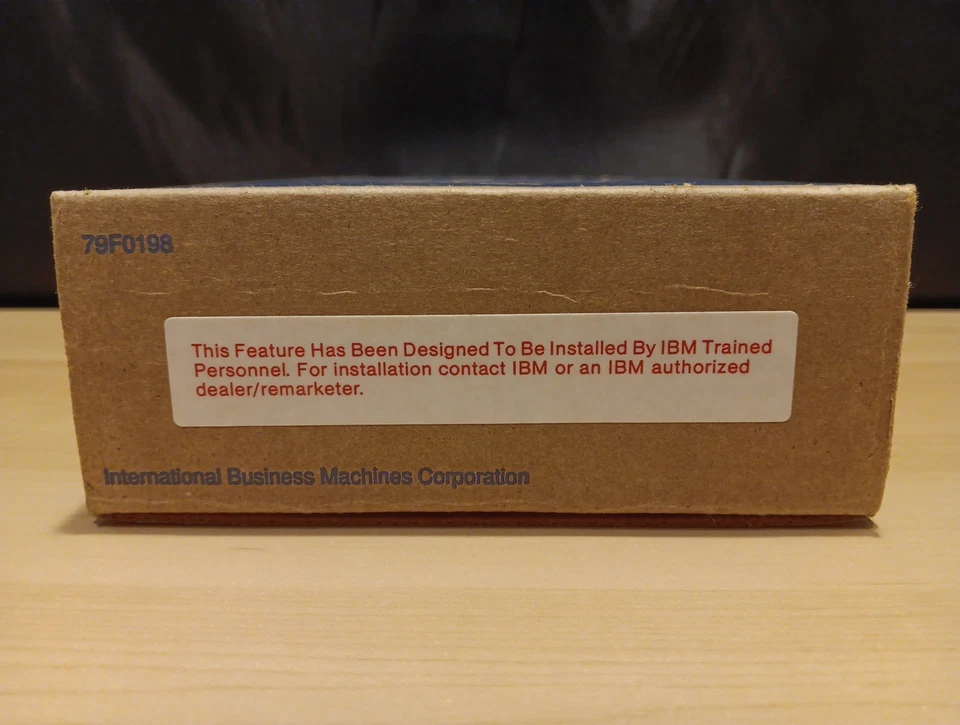 79F0198
This Feature Has Been Designed To Be Installed By IBM Trained
Personnel. For installation contact IBM or an IBM authorized
dealer/remarketer.
International Business Machines Corporation